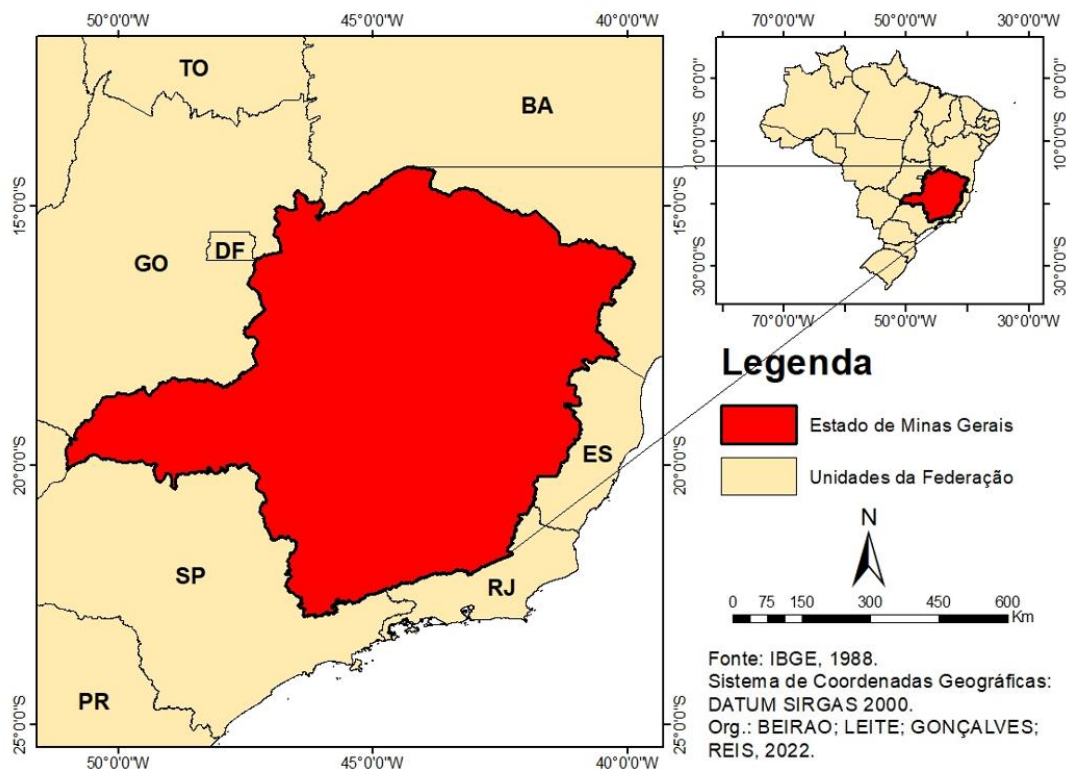 50°0'0"W 45°0'0"W 40°0'0"W
TO
BA
15°0'0"S
15°0'0"S
DF
GO
20°0'0"S
20°0'0"S
ES
SP
RJ
PR
25°0'0"S
25°0'0"S
50°0'0"W 45°0'0"W 40°0'0"W
70°0'0"W 50°0'0"W 30°0'0"W
0°0'0"
0°0'0"
10°0'0"S
10°0'0"S
30°0'0"S
30°0'0"S
70°0'0"W 50°0'0"W 30°0'0"W
Legenda
Estado de Minas Gerais
Unidades da Federação
N
0 75 150 300 450 600
Km
Fonte: IBGE, 1988.
Sistema de Coordenadas Geográficas:
DATUM SIRGAS 2000.
Org.: BEIRAO; LEITE; GONÇALVES;
REIS, 2022.